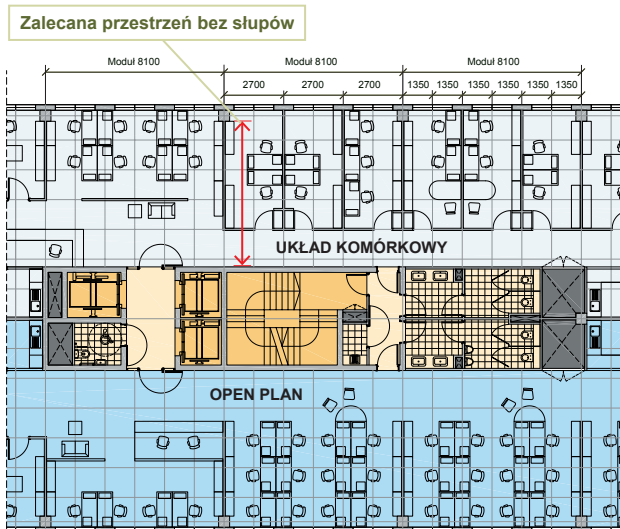 Zalecana przestrzeń bez słupów
Moduł 8100 Moduł 8100 Moduł 8100
2700 2700 2700 1350 1350 1350 1350 1350 1350
UKŁAD KOMÓRKOWY
OPEN PLAN